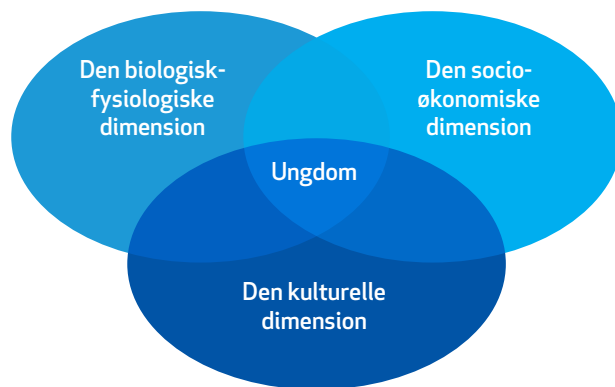 Den biologisk-
fysiologiske
dimension
Den socio-
økonomiske
dimension
Ungdom
Den kulturelle
dimension